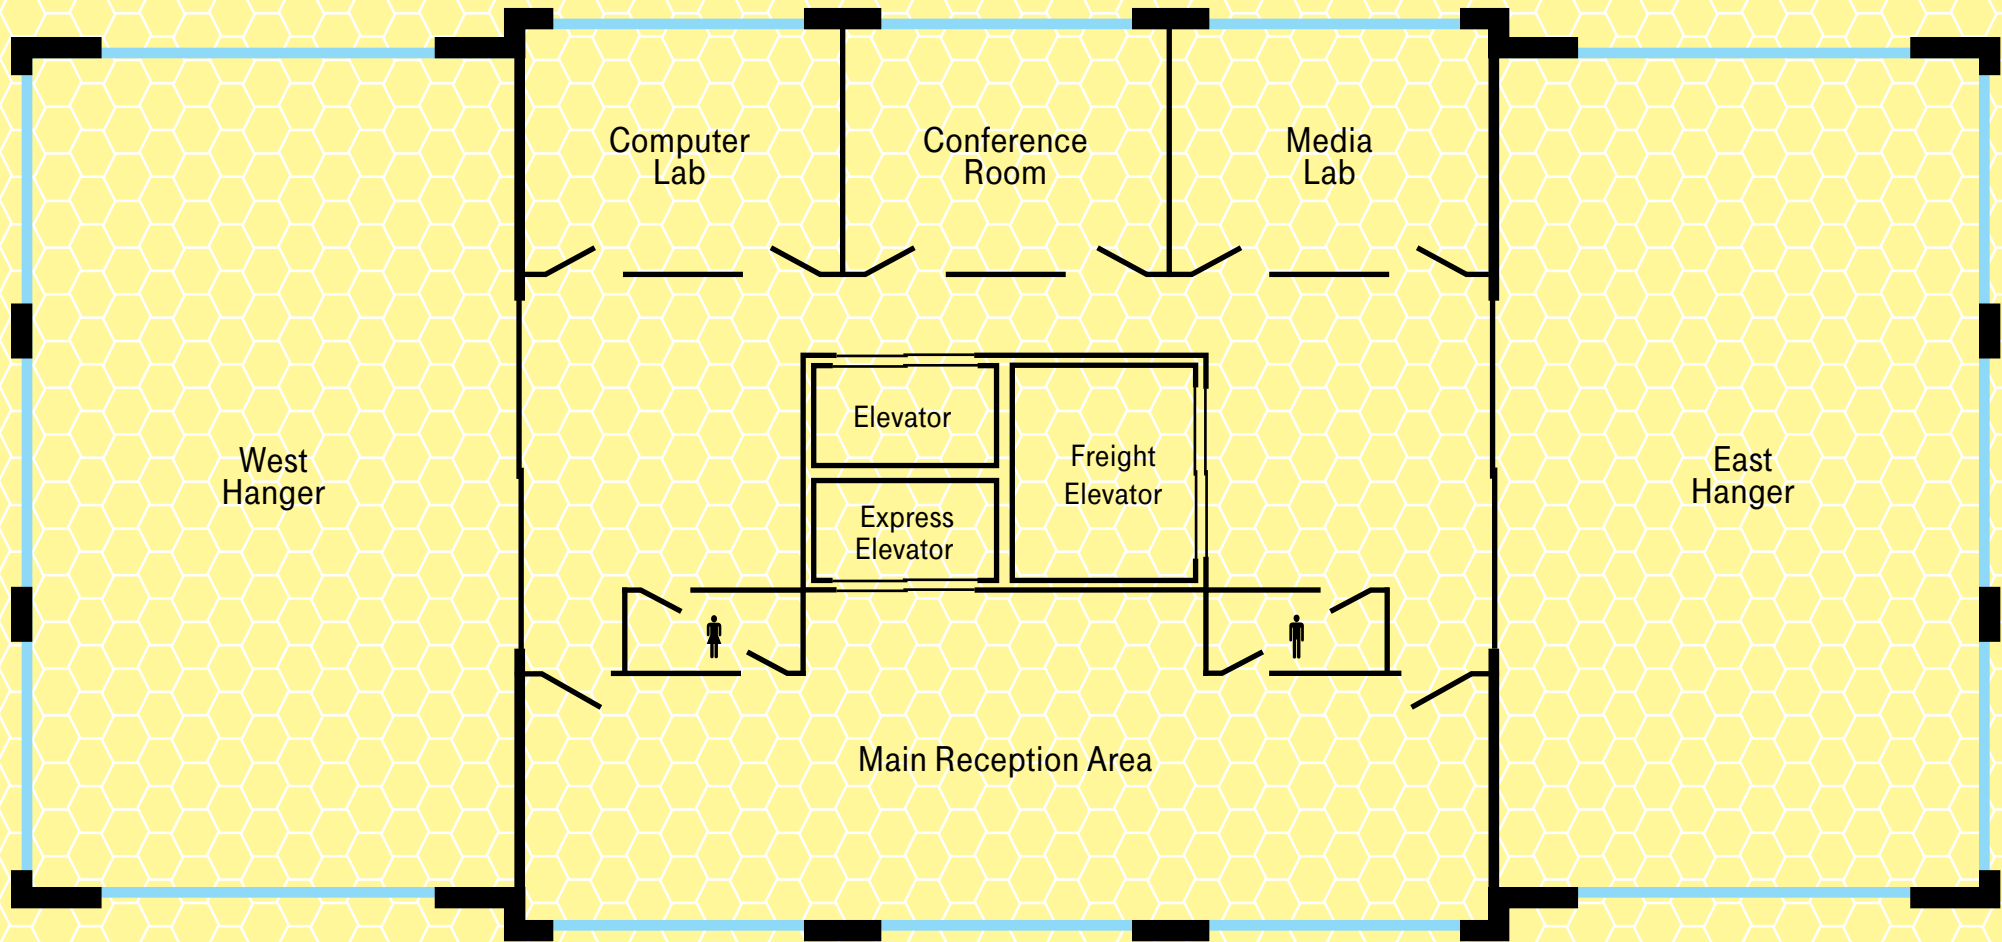 Computer
Lab
Conference
Room
Media
Lab
West
Hanger
Elevator
Express
Elevator
Freight
Elevator
East
Hanger
Main Reception Area